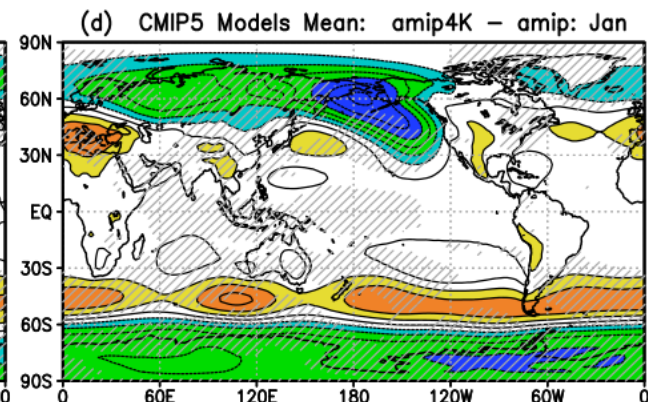 (d) CMIP5 Models Mean: amip4K – amip: Jan
90N
60N
30N
EQ
30S
60S
90S
0 0 60E 120E 180 120W 60W 0